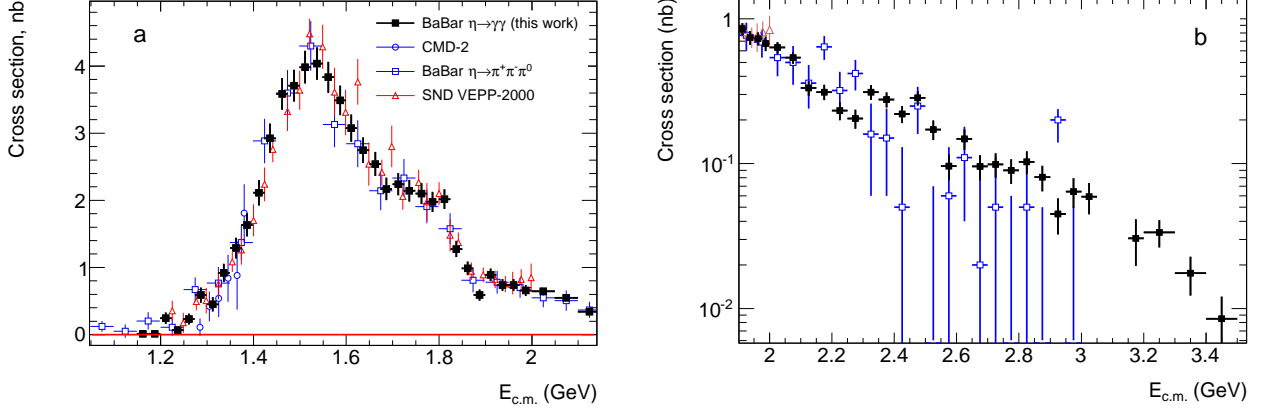 Cross section, nb
a
BaBar η→γγ (this work)
CMD-2
BaBar η→π⁺π⁻π⁰
SND VEPP-2000
4
3
2
1
0
1.2 1.4 1.6 1.8 2
E_c.m. (GeV)
Cross section (nb)
b
1
10⁻¹
10⁻²
2 2.2 2.4 2.6 2.8 3 3.2 3.4
E_c.m. (GeV)